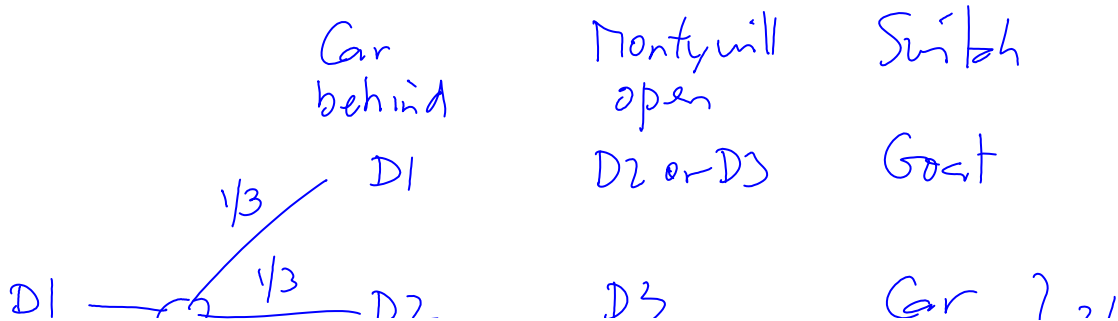 Car Monty will Switch
behind open
D1 D2 or D3 Goat
1/3
1/3
D1 D2 D3 Car